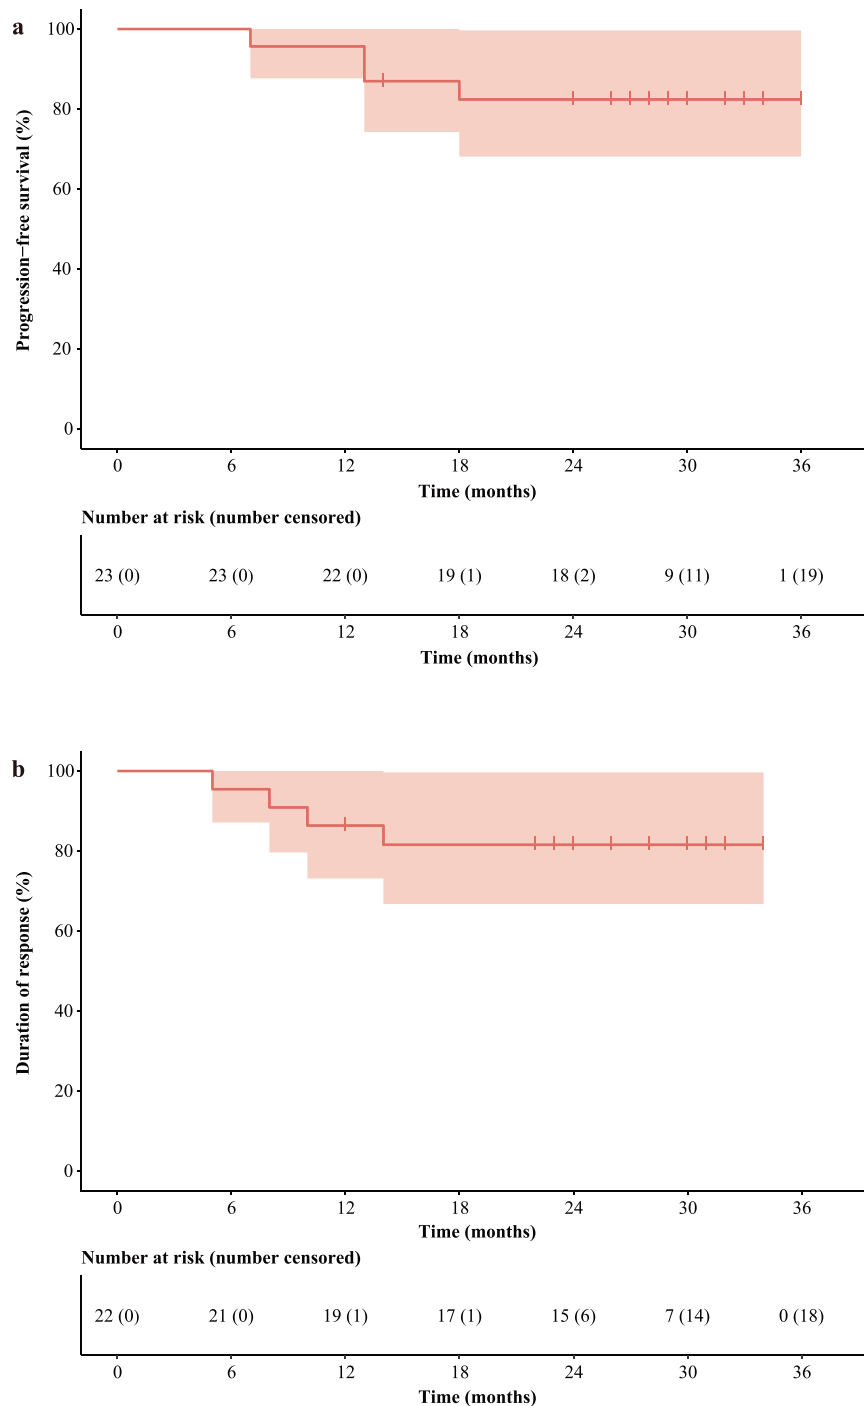 a
Progression−free survival (%)
100
80
60
40
20
0
0 6 12 18 24 30 36
Time (months)
Number at risk (number censored)
23 (0) 23 (0) 22 (0) 19 (1) 18 (2) 9 (11) 1 (19)
0 6 12 18 24 30 36
Time (months)
b
Duration of response (%)
100
80
60
40
20
0
0 6 12 18 24 30 36
Time (months)
Number at risk (number censored)
22 (0) 21 (0) 19 (1) 17 (1) 15 (6) 7 (14) 0 (18)
0 6 12 18 24 30 36
Time (months)